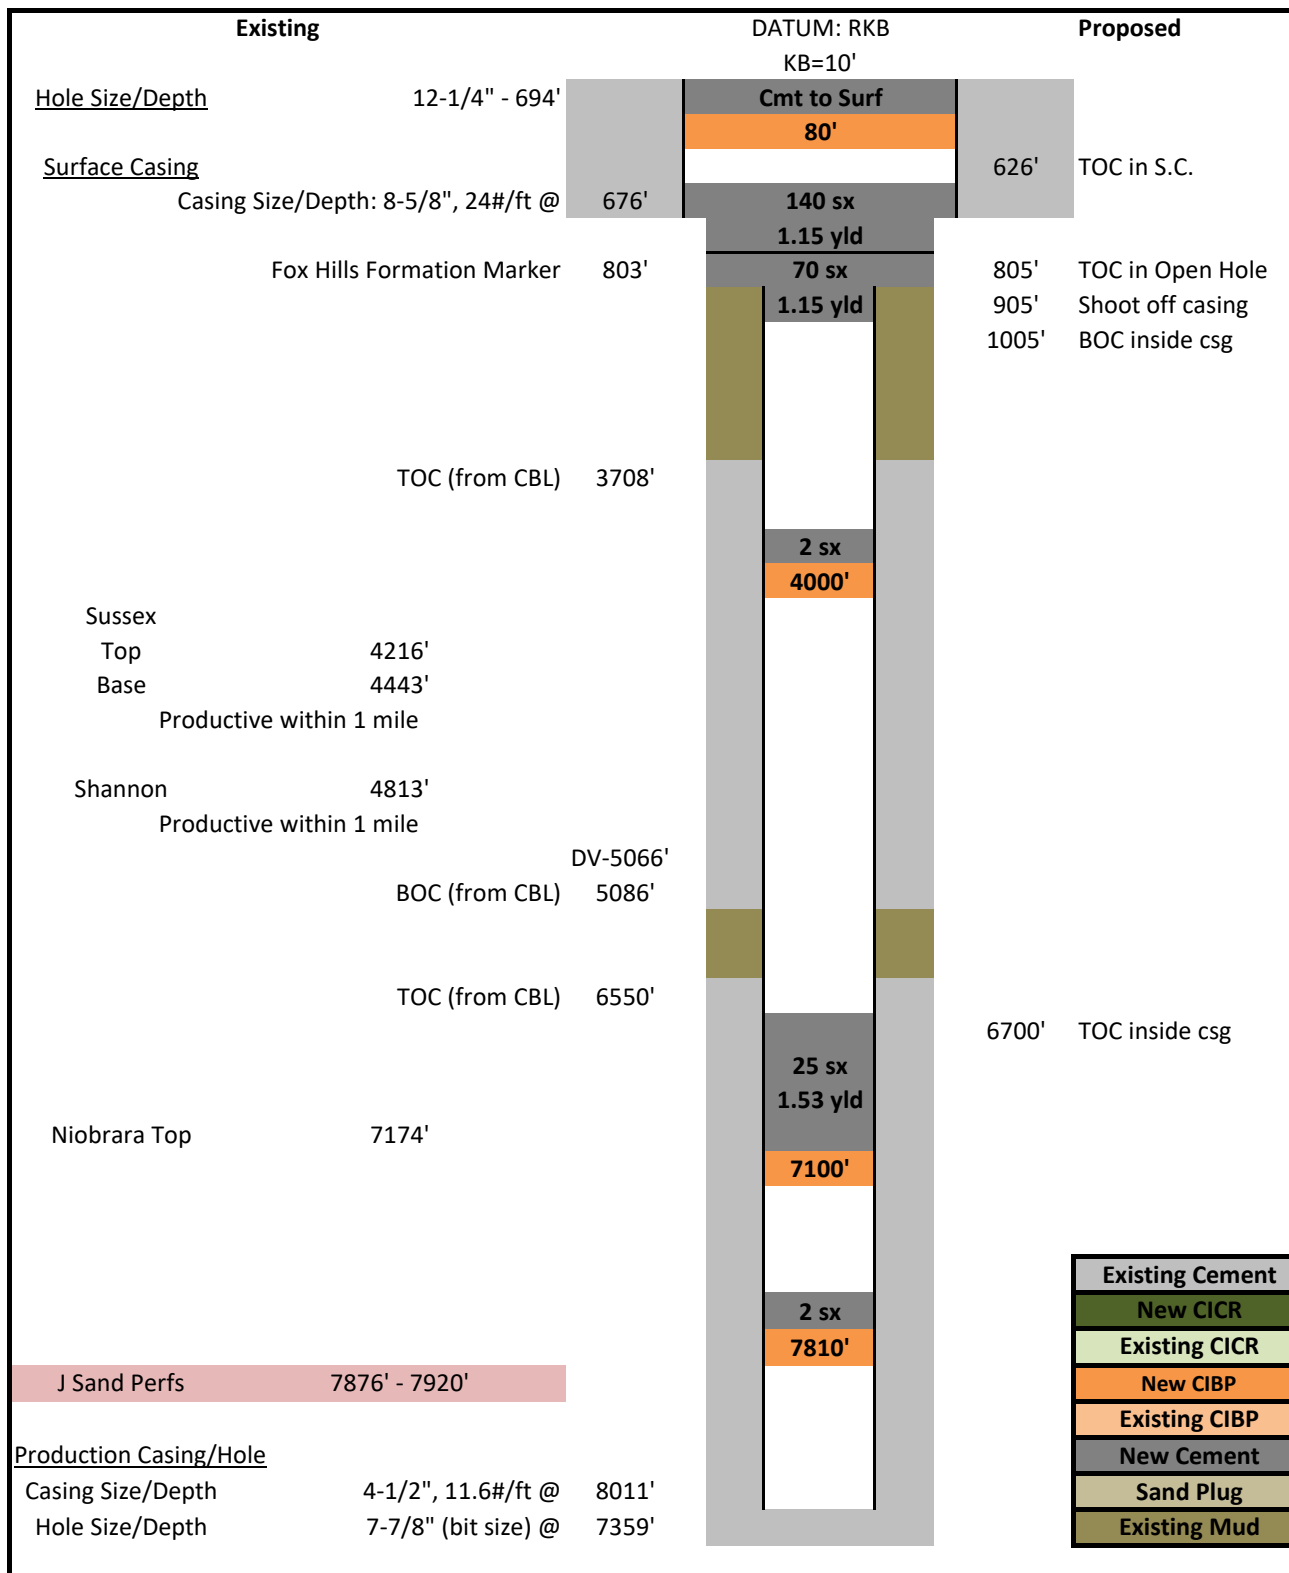 Existing DATUM: RKB Proposed
KB=10'
Hole Size/Depth 12-1/4" - 694' Cmt to Surf
80'
Surface Casing 626' TOC in S.C.
Casing Size/Depth: 8-5/8", 24#/ft @ 676' 140 sx
1.15 yld
Fox Hills Formation Marker 803' 70 sx 805' TOC in Open Hole
1.15 yld 905' Shoot off casing
1005' BOC inside csg
TOC (from CBL) 3708'
2 sx
4000'
Sussex
Top 4216'
Base 4443'
Productive within 1 mile
Shannon 4813'
Productive within 1 mile
DV-5066'
BOC (from CBL) 5086'
TOC (from CBL) 6550'
6700' TOC inside csg
25 sx
1.53 yld
Niobrara Top 7174'
7100'
Existing Cement
New CICR
2 sx
Existing CICR
7810'
J Sand Perfs 7876' - 7920'
New CIBP
Existing CIBP
Production Casing/Hole
New Cement
Casing Size/Depth 4-1/2", 11.6#/ft @ 8011' Sand Plug
Hole Size/Depth 7-7/8" (bit size) @ 7359' Existing Mud